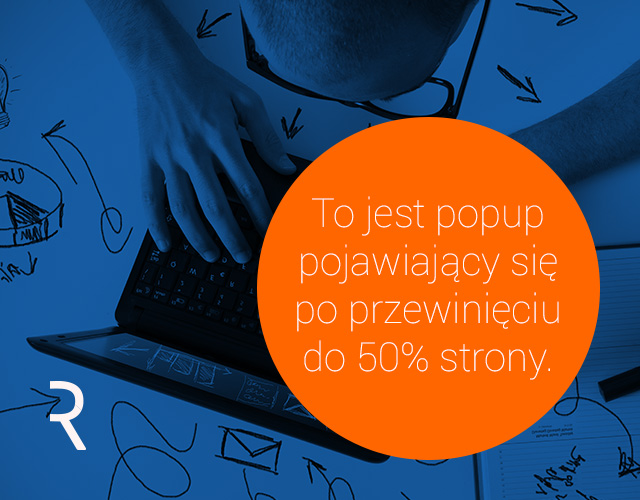 To jest popup
pojawiający się
po przewinięciu
do 50% strony.
R